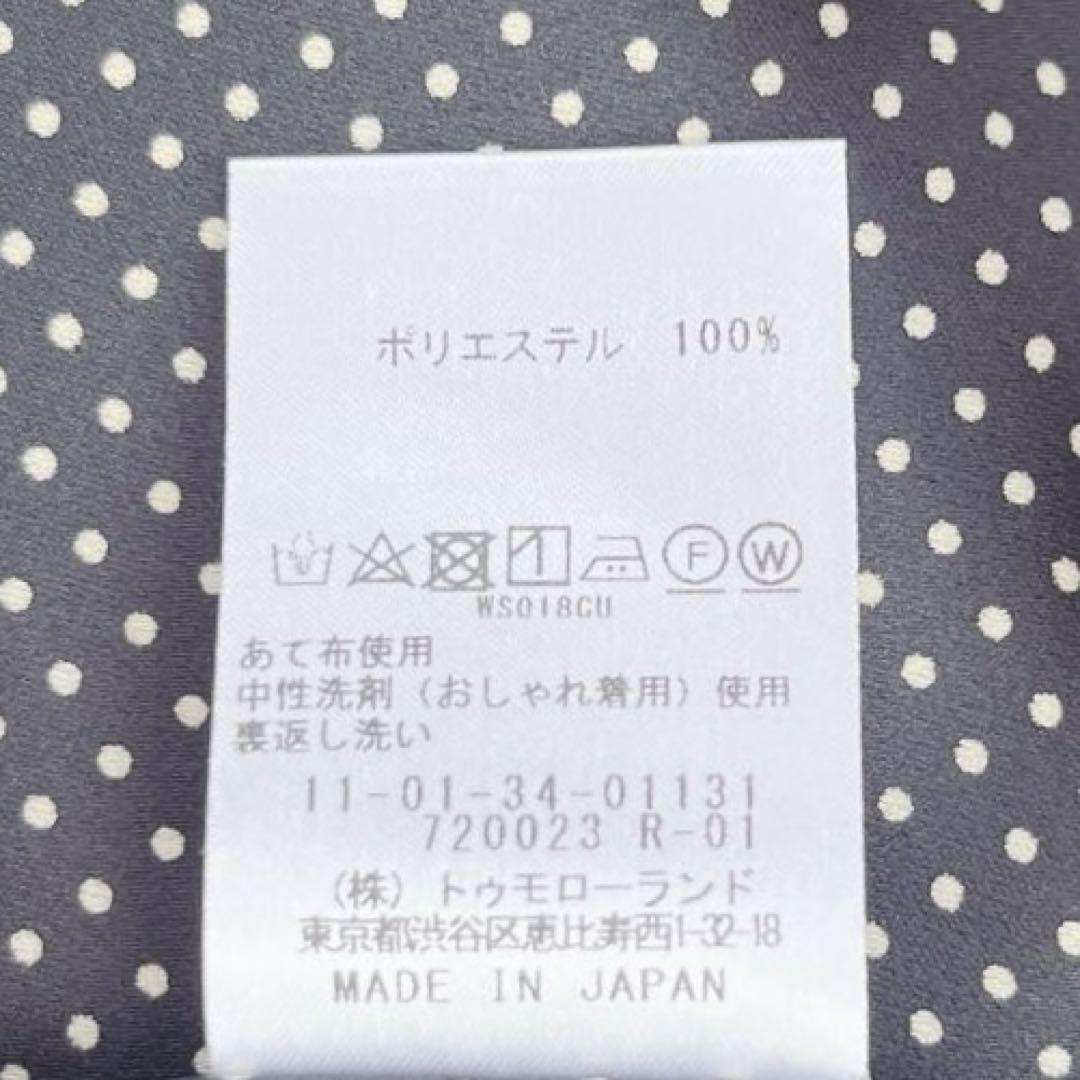 ポリエステル 100%
F W
WS018CU
あて布使用
中性洗剤（おしゃれ着用）使用
裏返し洗い
11-01-34-01131
720023 R-01
（株）トゥモローランド
東京都渋谷区恵比寿西1-32-18
MADE IN JAPAN